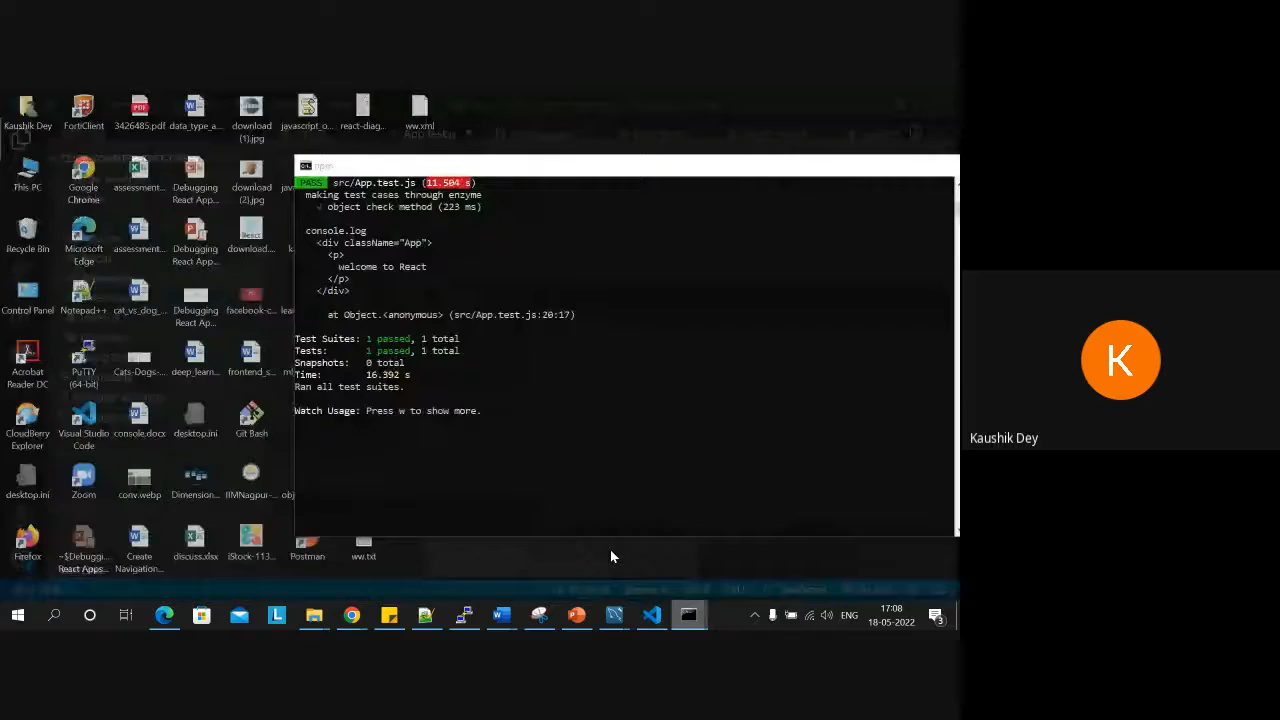 Kaushik Dey
FortiClient
3426485.pdf
data_type_a...
download (1).jpg
javascript_o...
react-diag...
ww.xml
This PC
Google Chrome
assessment...
Debugging React App...
download (2).jpg
Recycle Bin
Microsoft Edge
assessment...
Debugging React App...
download...
Control Panel
Notepad++
cat_vs_dog_...
Debugging React Ap...
facebook-c...
Acrobat Reader DC
PuTTY (64-bit)
Cats-Dogs-...
deep_learn...
frontend_s...
CloudBerry Explorer
Visual Studio Code
console.docx
desktop.ini
Git Bash
desktop.ini
Zoom
conv.webp
Dimension...
IIMNagpur-...
Firefox
~$Debuggi... React Apps...
Create Navigation...
discuss.xlsx
iStock-113...
Postman
ww.txt
npm
PASS src/App.test.js (11.504 s)
making test cases through enzyme
√ object check method (223 ms)
console.log
<div className="App">
<p>
welcome to React
</p>
</div>
at Object.<anonymous> (src/App.test.js:20:17)
Test Suites: 1 passed, 1 total
Tests: 1 passed, 1 total
Snapshots: 0 total
Time: 16.392 s
Ran all test suites.
Watch Usage: Press w to show more.
ENG
17:08
18-05-2022
3
K
Kaushik Dey